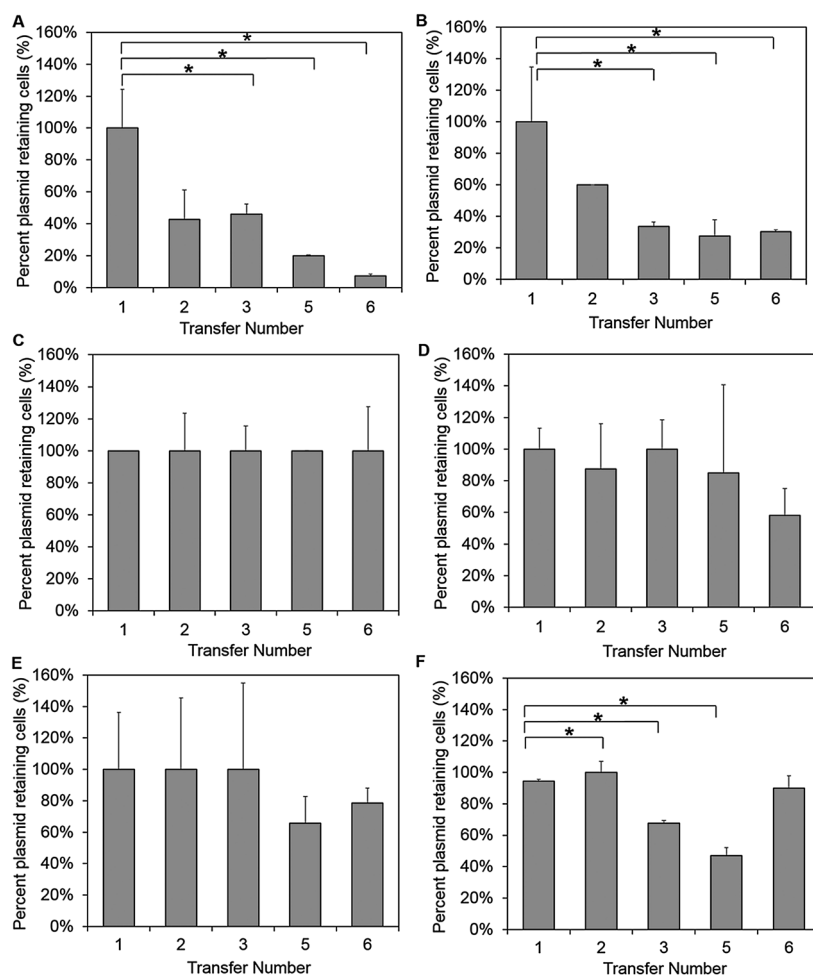 A
Percent plasmid retaining cells (%)
160%
140%
120%
100%
80%
60%
40%
20%
0%
*
*
*
1 2 3 5 6
Transfer Number
B
Percent plasmid retaining cells (%)
160%
140%
120%
100%
80%
60%
40%
20%
0%
*
*
*
1 2 3 5 6
Transfer Number
C
Percent plasmid retaining cells (%)
160%
140%
120%
100%
80%
60%
40%
20%
0%
1 2 3 5 6
Transfer Number
D
Percent plasmid retaining cells (%)
160%
140%
120%
100%
80%
60%
40%
20%
0%
1 2 3 5 6
Transfer Number
E
Percent plasmid retaining cells (%)
160%
140%
120%
100%
80%
60%
40%
20%
0%
1 2 3 5 6
Transfer Number
F
Percent plasmid retaining cells (%)
160%
140%
120%
100%
80%
60%
40%
20%
0%
*
*
*
1 2 3 5 6
Transfer Number